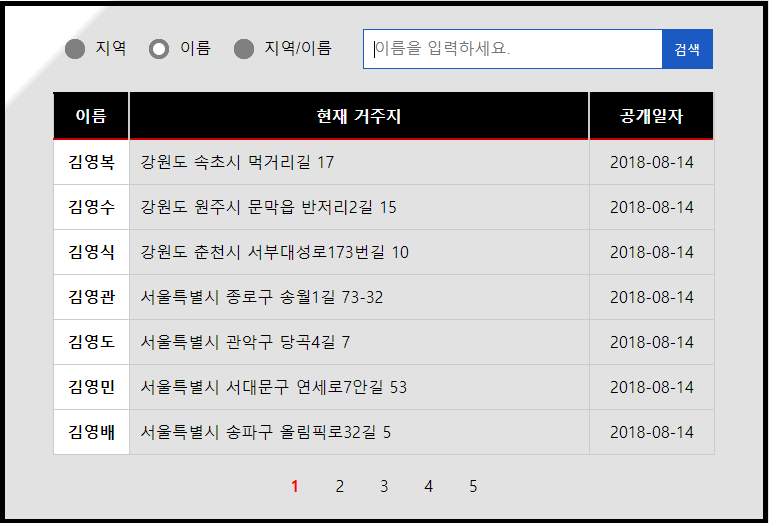 지역 이름 지역/이름 이름을 입력하세요. 검색
이름 현재 거주지 공개일자
김영복 강원도 속초시 먹거리길 17 2018-08-14
김영수 강원도 원주시 문막읍 반저리2길 15 2018-08-14
김영식 강원도 춘천시 서부대성로173번길 10 2018-08-14
김영관 서울특별시 종로구 송월1길 73-32 2018-08-14
김영도 서울특별시 관악구 당곡4길 7 2018-08-14
김영민 서울특별시 서대문구 연세로7안길 53 2018-08-14
김영배 서울특별시 송파구 올림픽로32길 5 2018-08-14
1 2 3 4 5